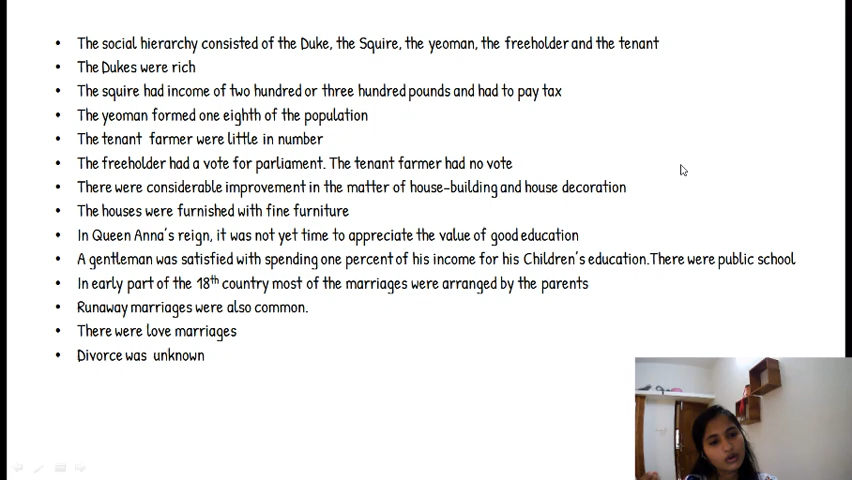 • The social hierarchy consisted of the Duke, the Squire, the yeoman, the freeholder and the tenant
• The Dukes were rich
• The squire had income of two hundred or three hundred pounds and had to pay tax
• The yeoman formed one eighth of the population
• The tenant farmer were little in number
• The freeholder had a vote for parliament. The tenant farmer had no vote
• There were considerable improvement in the matter of house-building and house decoration
• The houses were furnished with fine furniture
• In Queen Anna's reign, it was not yet time to appreciate the value of good education
• A gentleman was satisfied with spending one percent of his income for his Children's education.There were public school
• In early part of the 18th country most of the marriages were arranged by the parents
• Runaway marriages were also common.
• There were love marriages
• Divorce was unknown